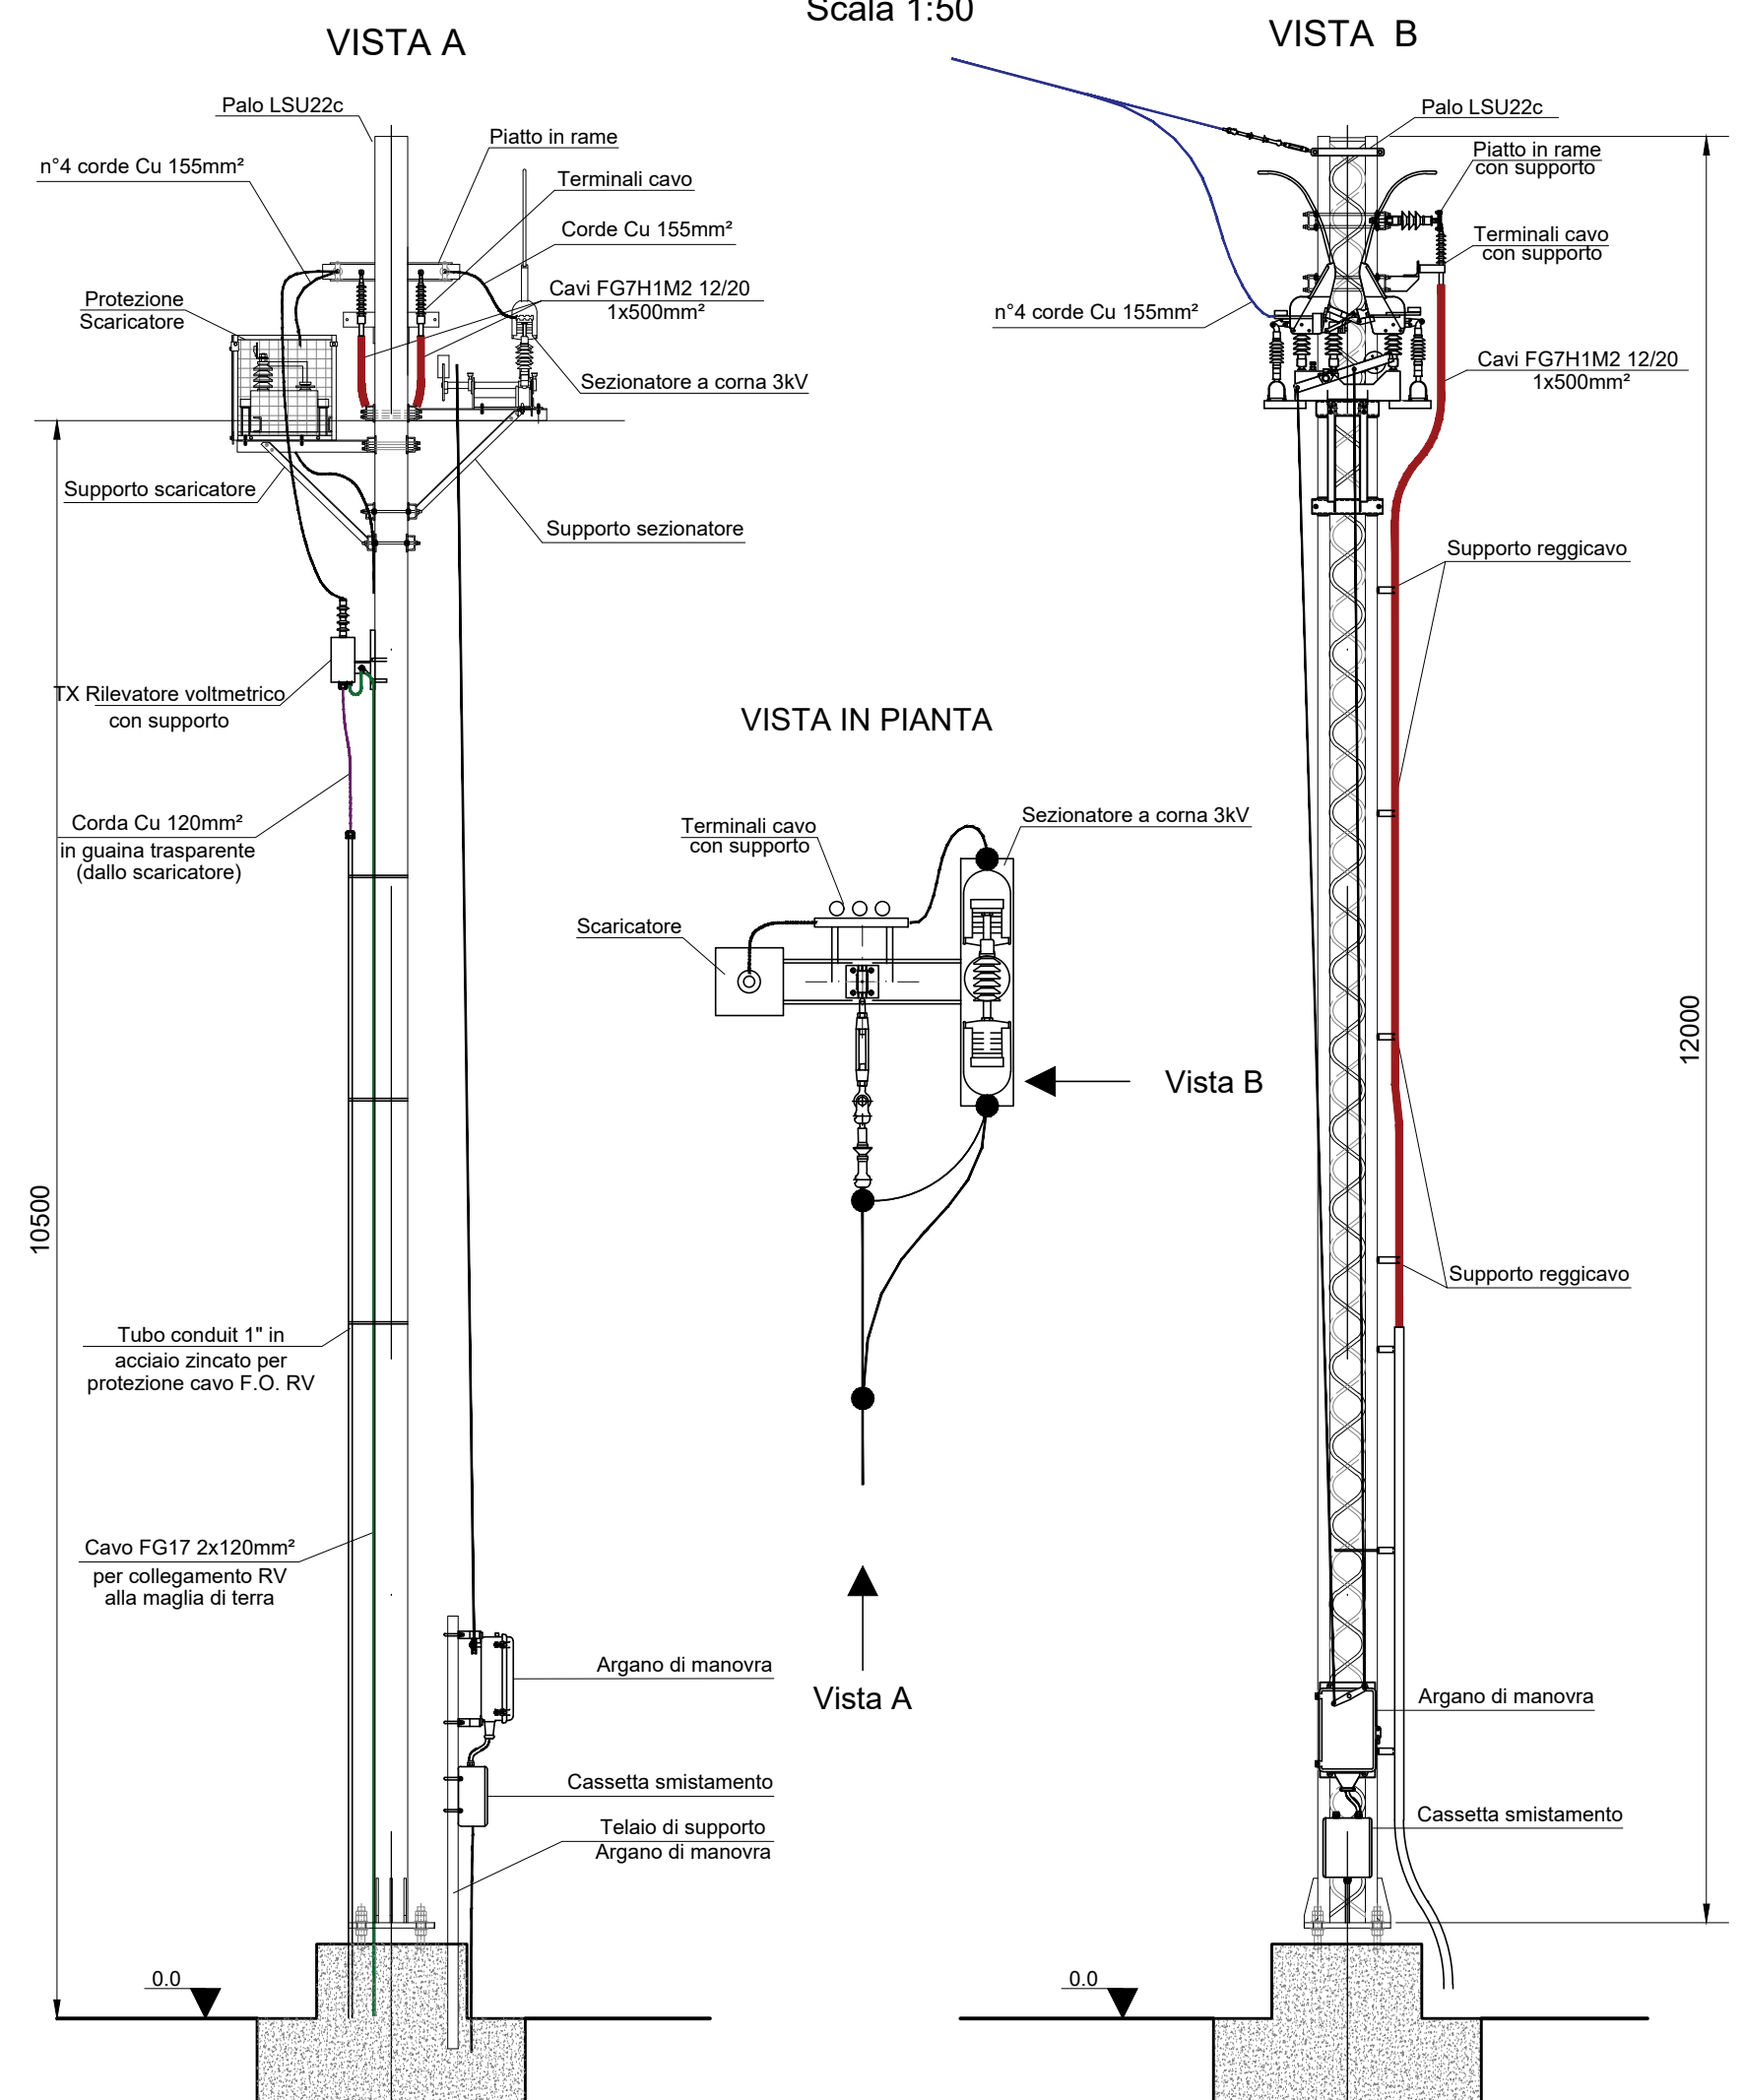 Scala 1:50
VISTA A
Palo LSU22c
Piatto in rame
n°4 corde Cu 155mm²
Terminali cavo
Corde Cu 155mm²
Cavi FG7H1M2 12/20
1x500mm²
Protezione
Scaricatore
Sezionatore a corna 3kV
Supporto scaricatore
Supporto sezionatore
TX Rilevatore voltmetrico
con supporto
Corda Cu 120mm²
in guaina trasparente
(dallo scaricatore)
10500
Tubo conduit 1" in
acciaio zincato per
protezione cavo F.O. RV
Cavo FG17 2x120mm²
per collegamento RV
alla maglia di terra
Argano di manovra
Cassetta smistamento
Telaio di supporto
Argano di manovra
0.0
VISTA IN PIANTA
Terminali cavo
con supporto
Sezionatore a corna 3kV
Scaricatore
Vista B
Vista A
VISTA B
Palo LSU22c
Piatto in rame
con supporto
Terminali cavo
con supporto
n°4 corde Cu 155mm²
Cavi FG7H1M2 12/20
1x500mm²
Supporto reggicavo
12000
Supporto reggicavo
Argano di manovra
Cassetta smistamento
0.0